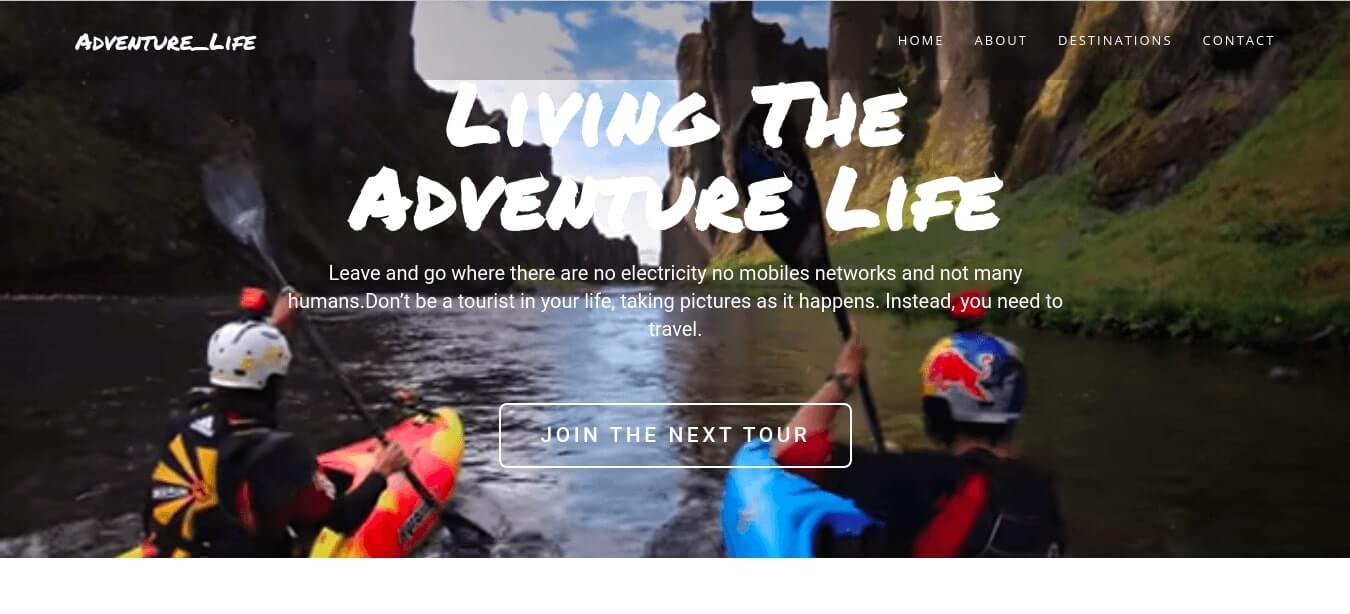 Adventure_Life
HOME ABOUT DESTINATIONS CONTACT
Living The
Adventure Life
Leave and go where there are no electricity no mobiles networks and not many
humans.Don’t be a tourist in your life, taking pictures as it happens. Instead, you need to
travel.
JOIN THE NEXT TOUR